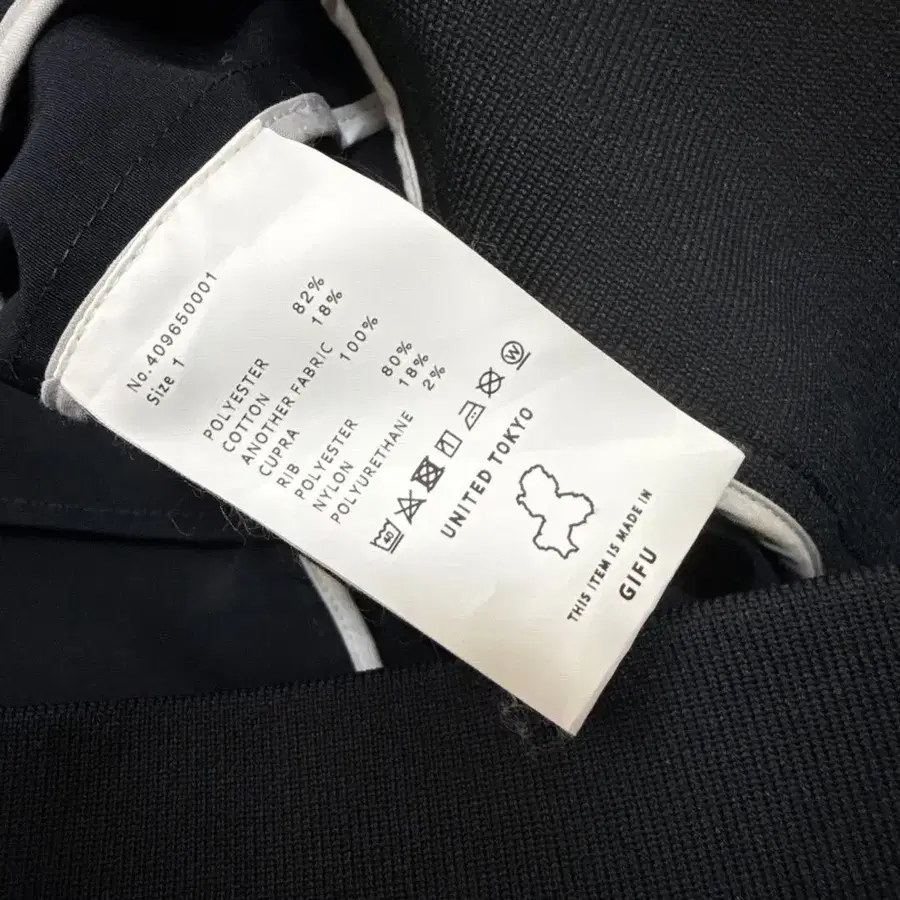 No.409650001
Size 1
POLYESTER 82%
COTTON 18%
ANOTHER FABRIC
CUPRA 100%
RIB
POLYESTER 80%
NYLON 18%
POLYURETHANE 2%
40
W
UNITED TOKYO
THIS ITEM IS MADE IN
GIFU